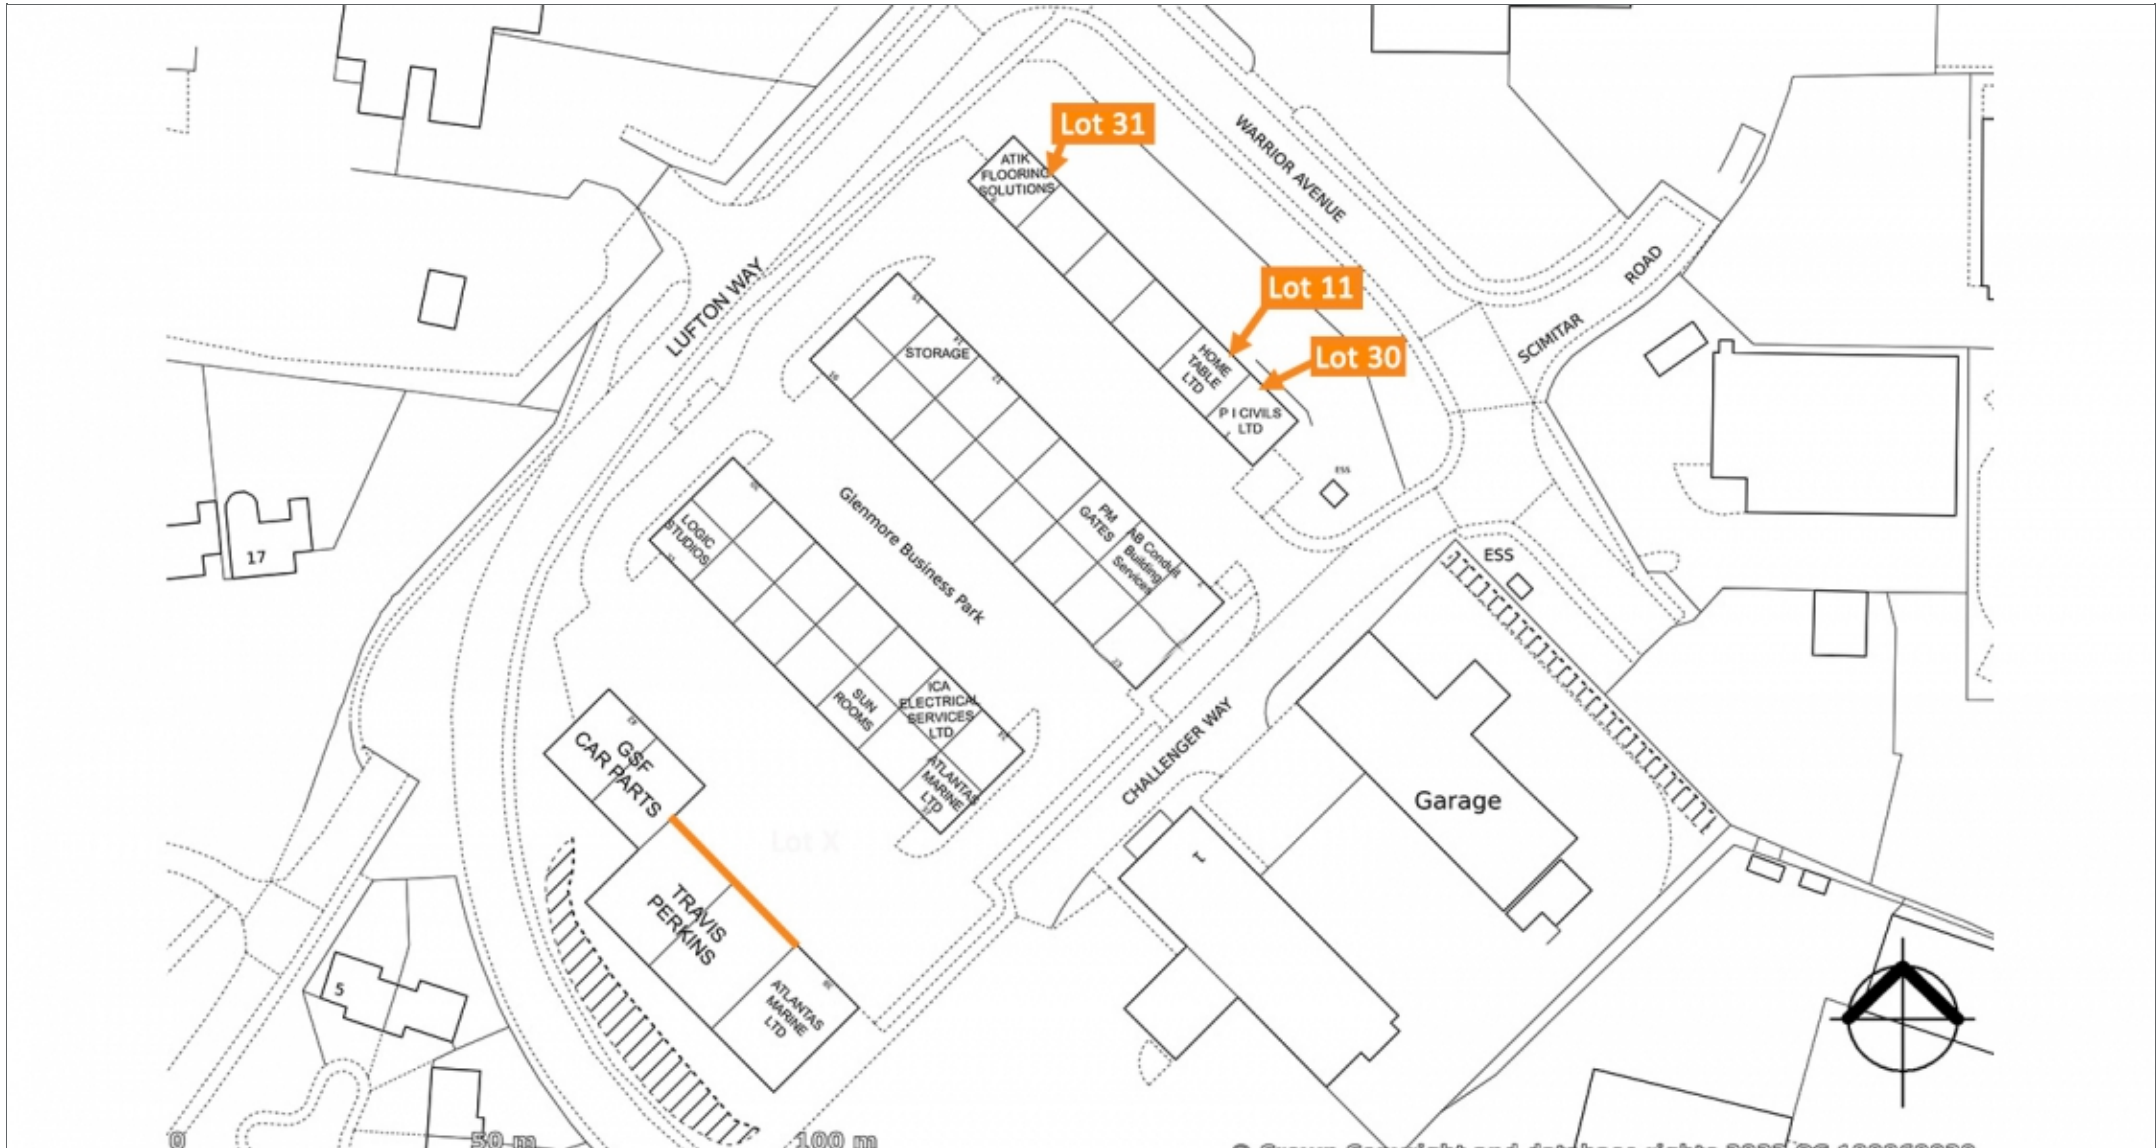 Lot 31
ATIK
FLOORING
SOLUTIONS
WARRIOR AVENUE
Lot 11
Lot 30
LUFTON WAY
SCIMITAR
ROAD
STORAGE
HOME
TABLE
LTD
P I CIVILS
LTD
ESS
Glenmore Business Park
PM
GATES
AB Conduit
Building
Services
LOGIC
STUDIOS
17
ESS
SUN
ROOMS
ICA
ELECTRICAL
SERVICES
LTD
ATLANTAS
MARINE
LTD
CHALLENGER WAY
GSF
CAR PARTS
Garage
Lot X
1
TRAVIS
PERKINS
ATLANTAS
MARINE
LTD
5
0
50 m
100 m